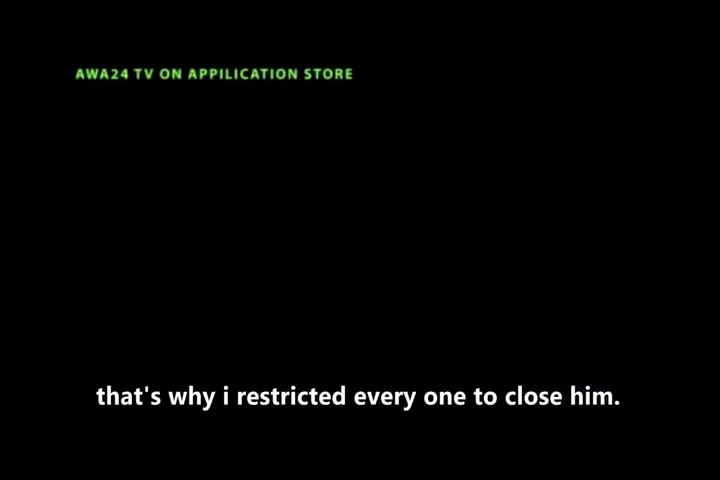 AWA24 TV ON APPILICATION STORE
that's why i restricted every one to close him.